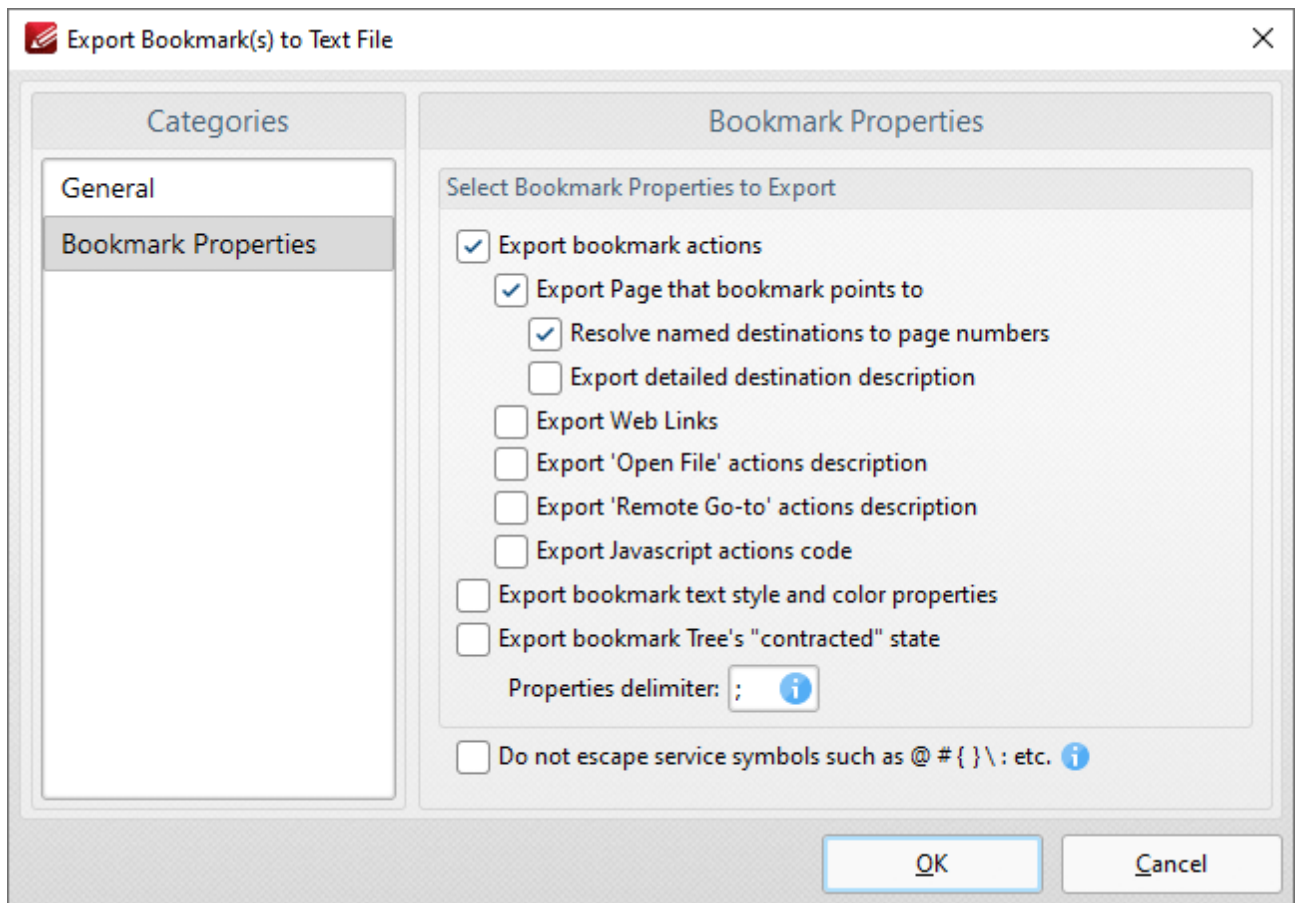 Export Bookmark(s) to Text File
Categories
General
Bookmark Properties
Bookmark Properties
Select Bookmark Properties to Export
Export bookmark actions
Export Page that bookmark points to
Resolve named destinations to page numbers
Export detailed destination description
Export Web Links
Export 'Open File' actions description
Export 'Remote Go-to' actions description
Export Javascript actions code
Export bookmark text style and color properties
Export bookmark Tree's "contracted" state
Properties delimiter: ;
Do not escape service symbols such as @ # { } \ : etc.
OK
Cancel